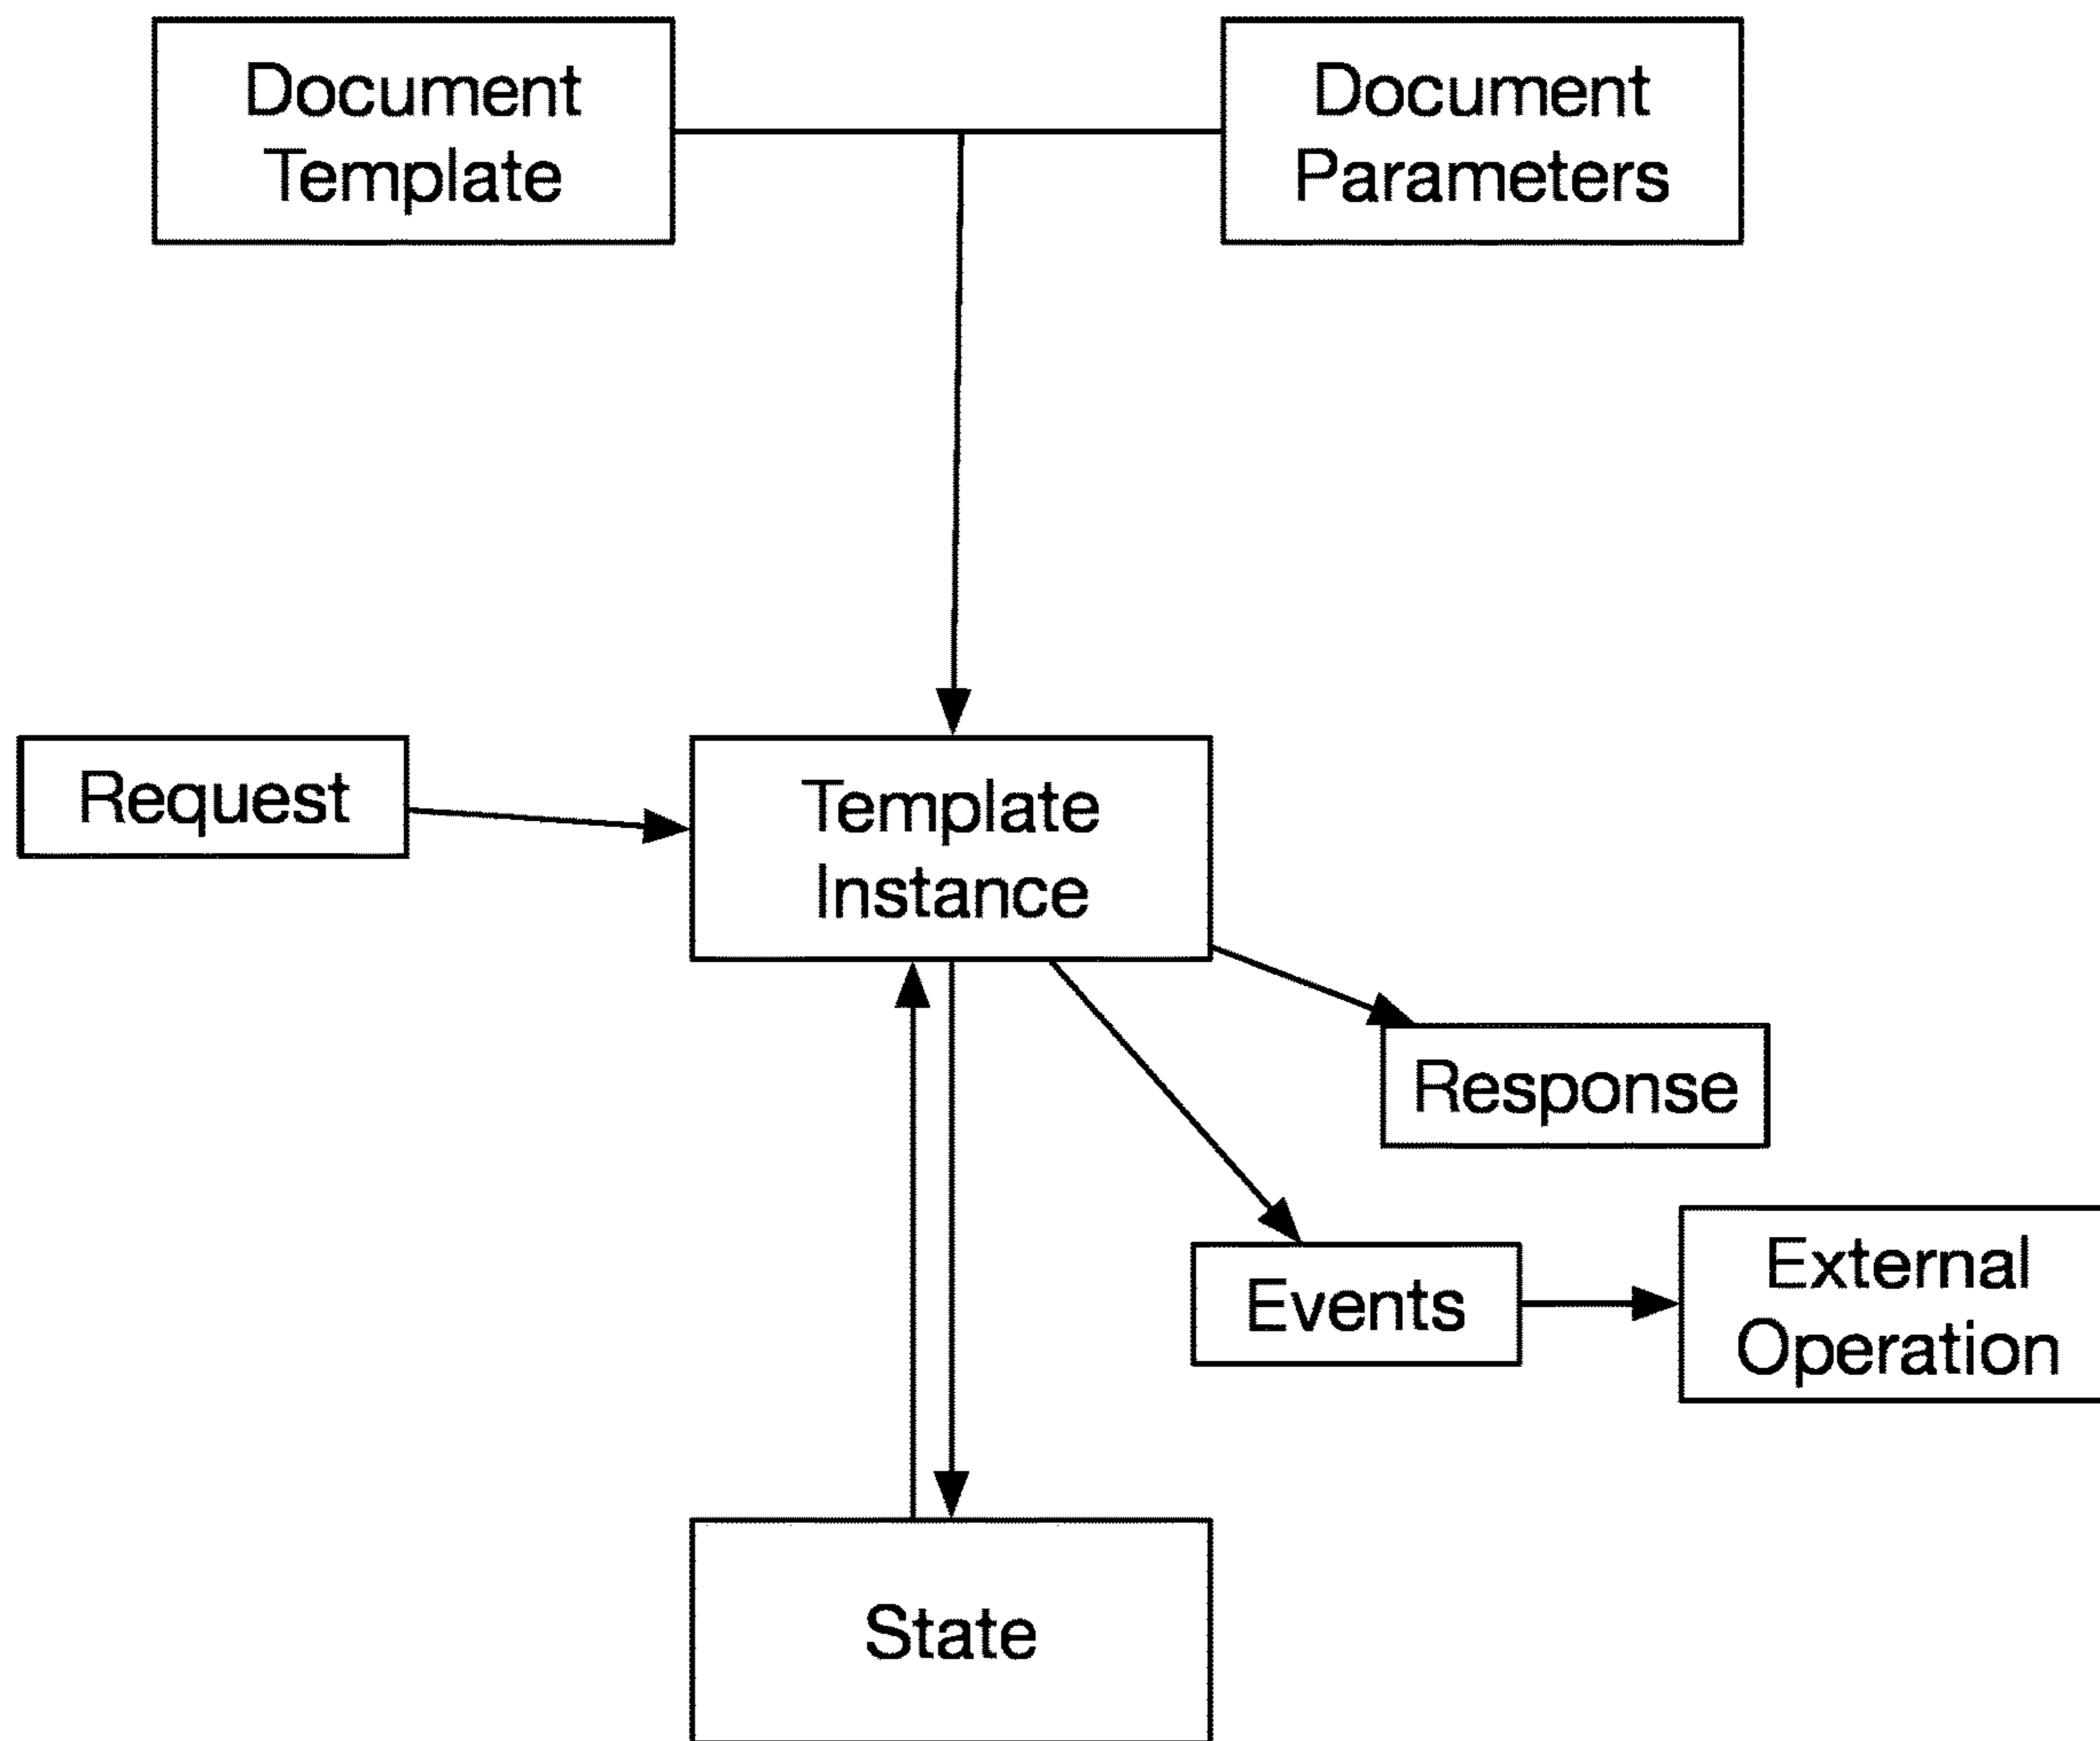 Document
Template
Document
Parameters
Request
Template
Instance
Response
Events
External
Operation
State